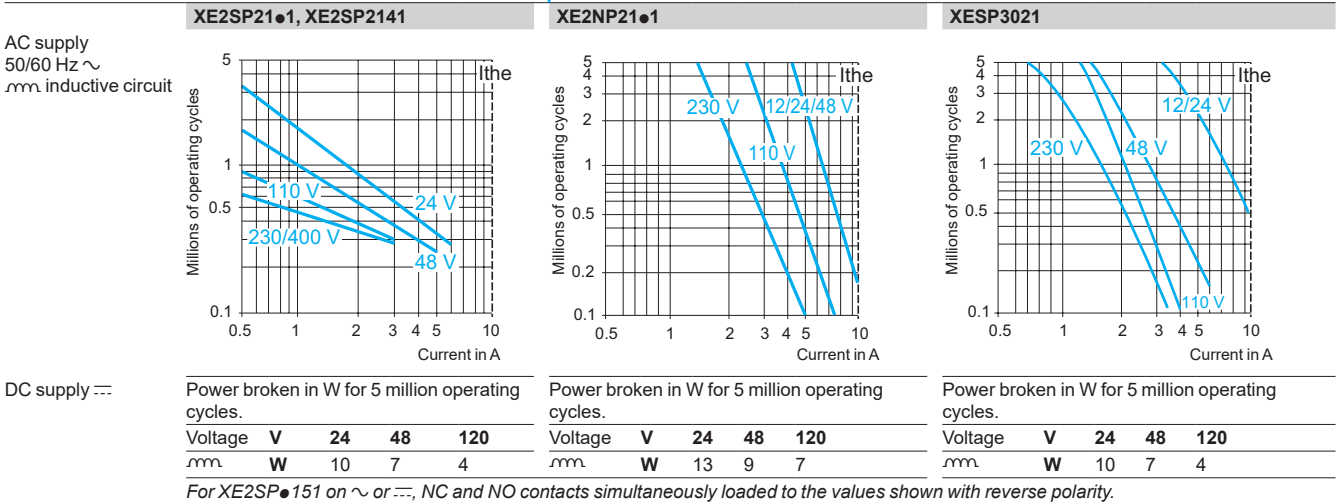 XE2SP21●1, XE2SP2141
XE2NP21●1
XESP3021
AC supply
50/60 Hz ∼
inductive circuit
Millions of operating cycles
5
1
0.5
0.1
0.5 1 2 3 4 5 10
Current in A
Ithe
110 V
230/400 V
24 V
48 V
Millions of operating cycles
5
4
3
2
1
0.5
0.2
0.1
0.5 1 2 3 4 5 10
Current in A
Ithe
230 V
12/24/48 V
110 V
Millions of operating cycles
5
4
3
2
1
0.5
0.1
0.5 1 2 3 4 5 10
Current in A
Ithe
12/24 V
230 V
48 V
110 V
DC supply ⎓
Power broken in W for 5 million operating
cycles.
Voltage V 24 48 120
W 10 7 4
Power broken in W for 5 million operating
cycles.
Voltage V 24 48 120
W 13 9 7
Power broken in W for 5 million operating
cycles.
Voltage V 24 48 120
W 10 7 4
For XE2SP●151 on ∼ or ⎓, NC and NO contacts simultaneously loaded to the values shown with reverse polarity.